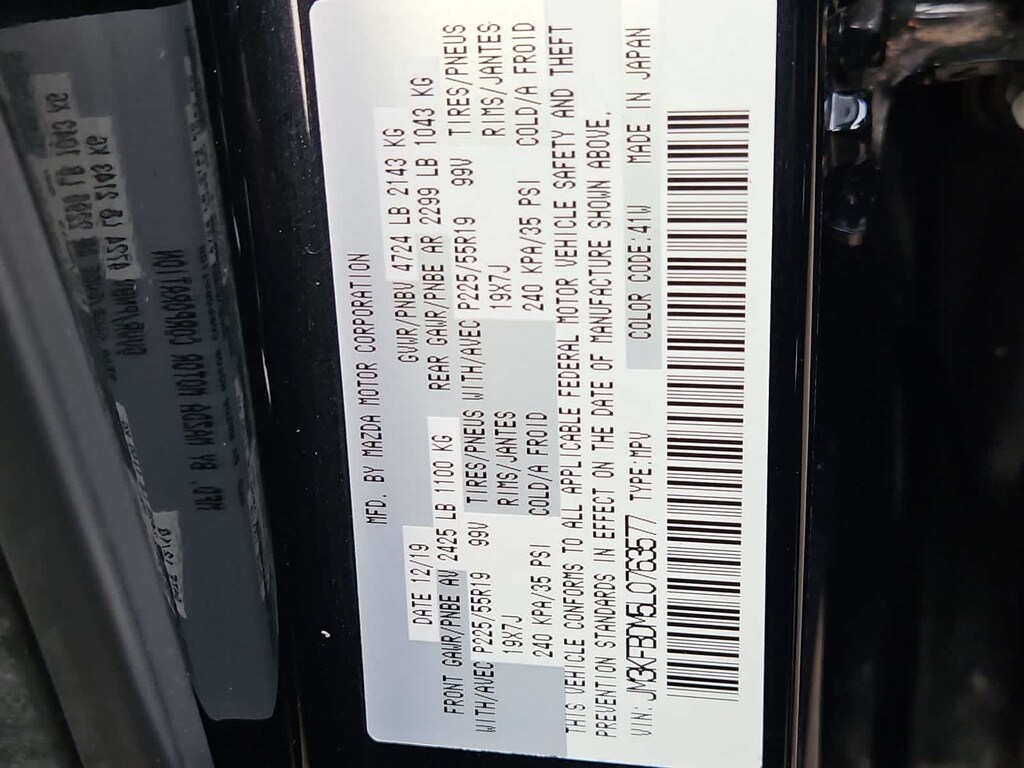 MFD. BY MAZDA MOTOR CORPORATION
DATE 12/19 GVWR/PNBV 4724 LB 2143 KG
FRONT GAWR/PNBE AV 2425 LB 1100 KG REAR GAWR/PNBE AR 2299 LB 1043 KG
WITH/AVEC P225/55R19 99V TIRES/PNEUS WITH/AVEC P225/55R19 99V TIRES/PNEUS
19X7J RIMS/JANTES 19X7J RIMS/JANTES
240 KPA/35 PSI COLD/A FROID 240 KPA/35 PSI COLD/A FROID
THIS VEHICLE CONFORMS TO ALL APPLICABLE FEDERAL MOTOR VEHICLE SAFETY AND THEFT
PREVENTION STANDARDS IN EFFECT ON THE DATE OF MANUFACTURE SHOWN ABOVE.
VIN: JM3KFBDM5L0763577 TYPE:MPV COLOR CODE:41W MADE IN JAPAN